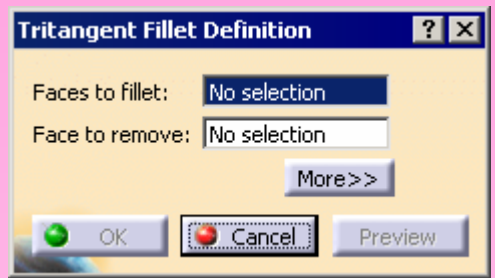 Tritangent Fillet Definition ? X
Faces to fillet: No selection
Face to remove: No selection
More>>
OK Cancel Preview